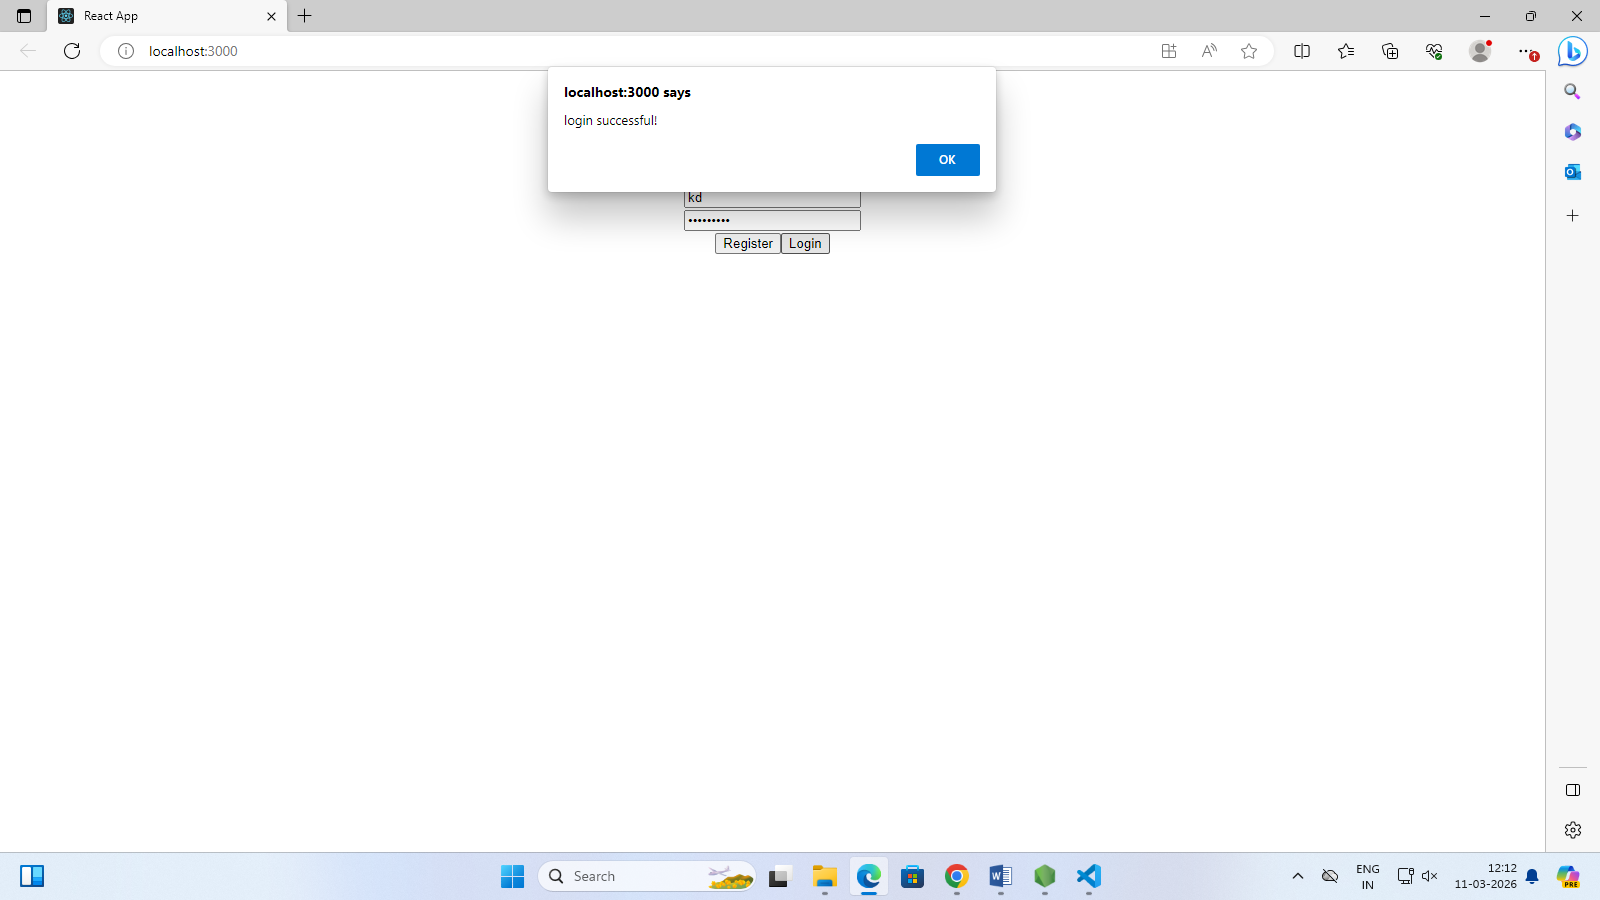 React App
localhost:3000
localhost:3000 says
login successful!
OK
kd
•••••••••
Register Login
Search
ENG
IN
12:12
11-03-2026
PRE